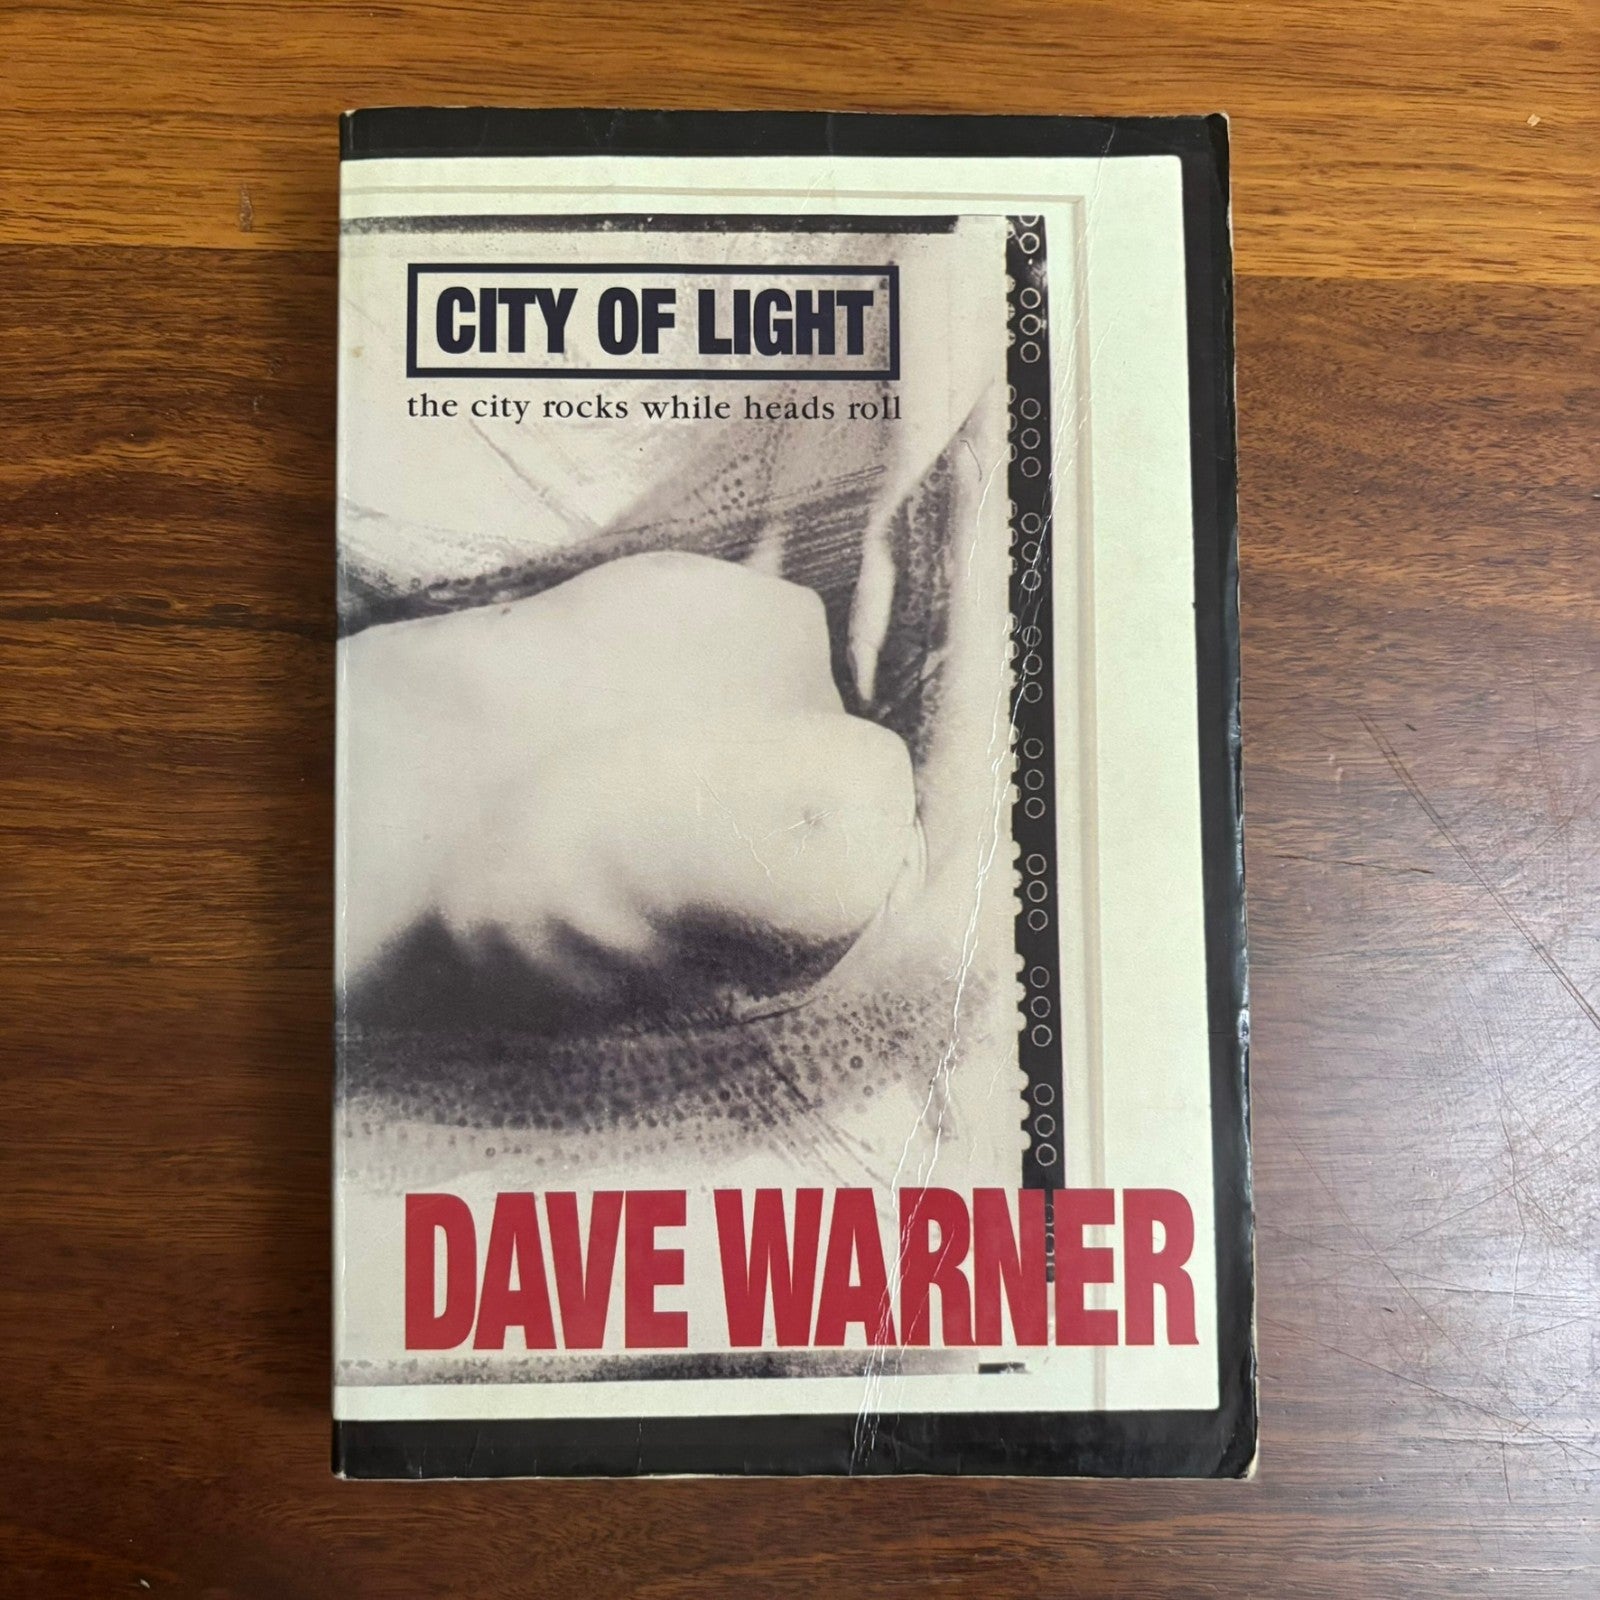 CITY OF LIGHT
the city rocks while heads roll
DAVE WARNER